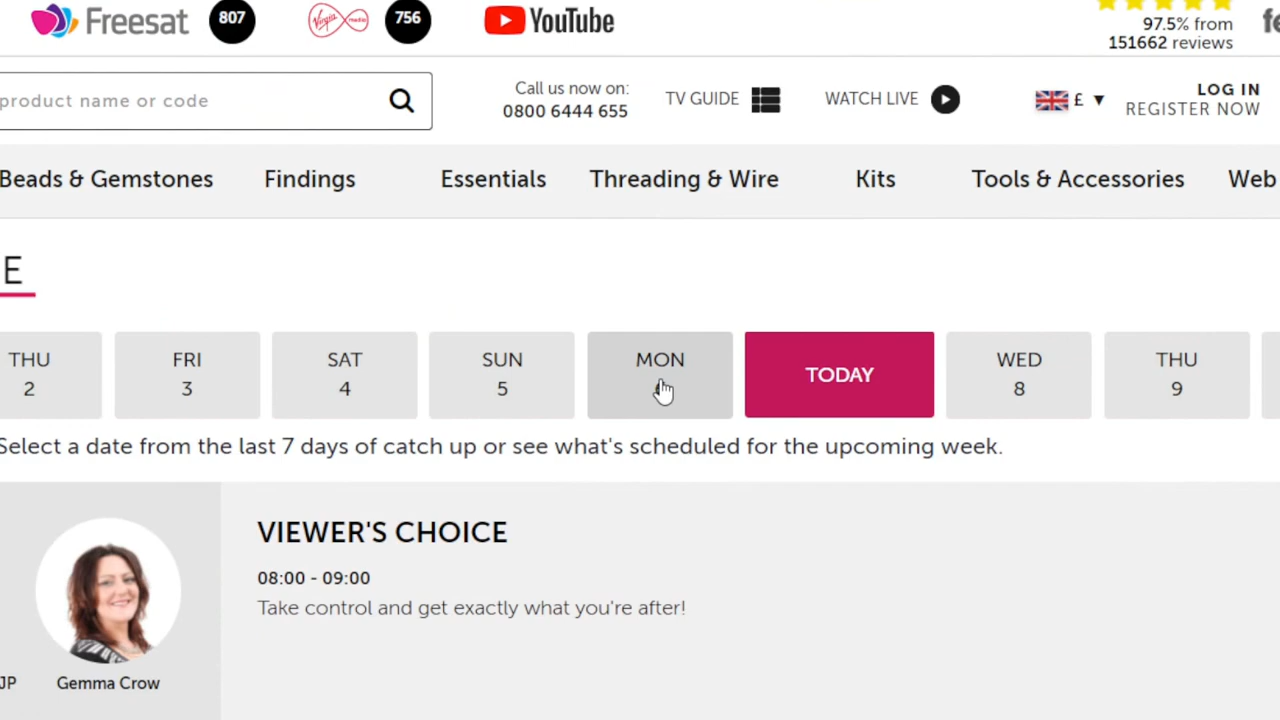 Freesat 807 Virgin media 756 YouTube
97.5% from
151662 reviews
product name or code
Call us now on:
0800 6444 655
TV GUIDE
WATCH LIVE
£ ▼
LOG IN
REGISTER NOW
Beads & Gemstones Findings Essentials Threading & Wire Kits Tools & Accessories Web
E
THU
2
FRI
3
SAT
4
SUN
5
MON
TODAY
WED
8
THU
9
Select a date from the last 7 days of catch up or see what's scheduled for the upcoming week.
VIEWER'S CHOICE
08:00 - 09:00
Take control and get exactly what you're after!
JP
Gemma Crow